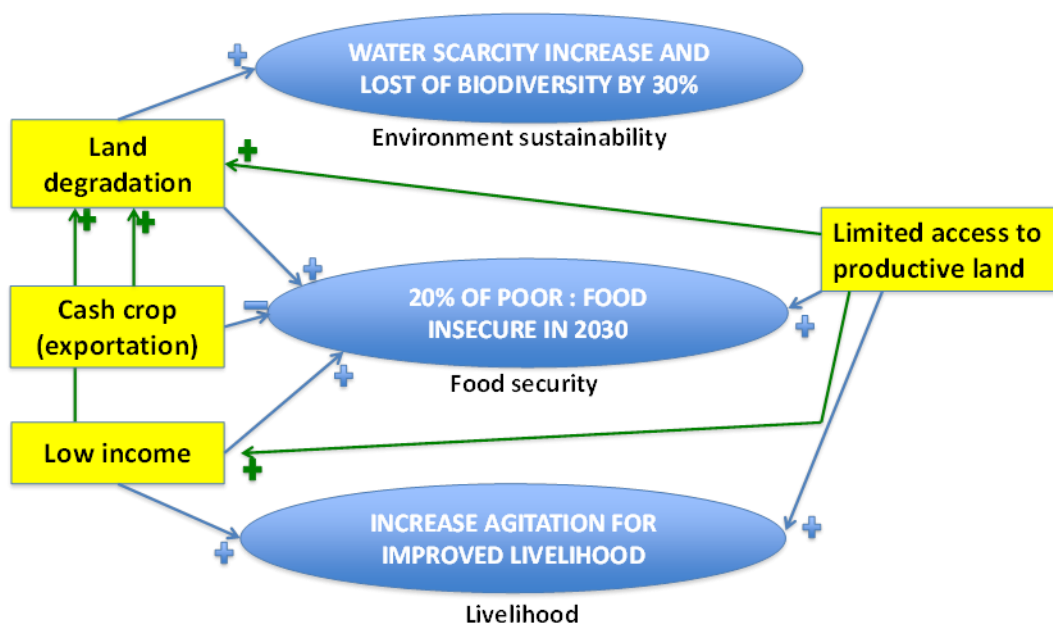 WATER SCARCITY INCREASE AND
LOST OF BIODIVERSITY BY 30%
Environment sustainability
Land
degradation
Limited access to
productive land
20% OF POOR : FOOD
INSECURE IN 2030
Cash crop
(exportation)
Food security
Low income
INCREASE AGITATION FOR
IMPROVED LIVELIHOOD
Livelihood